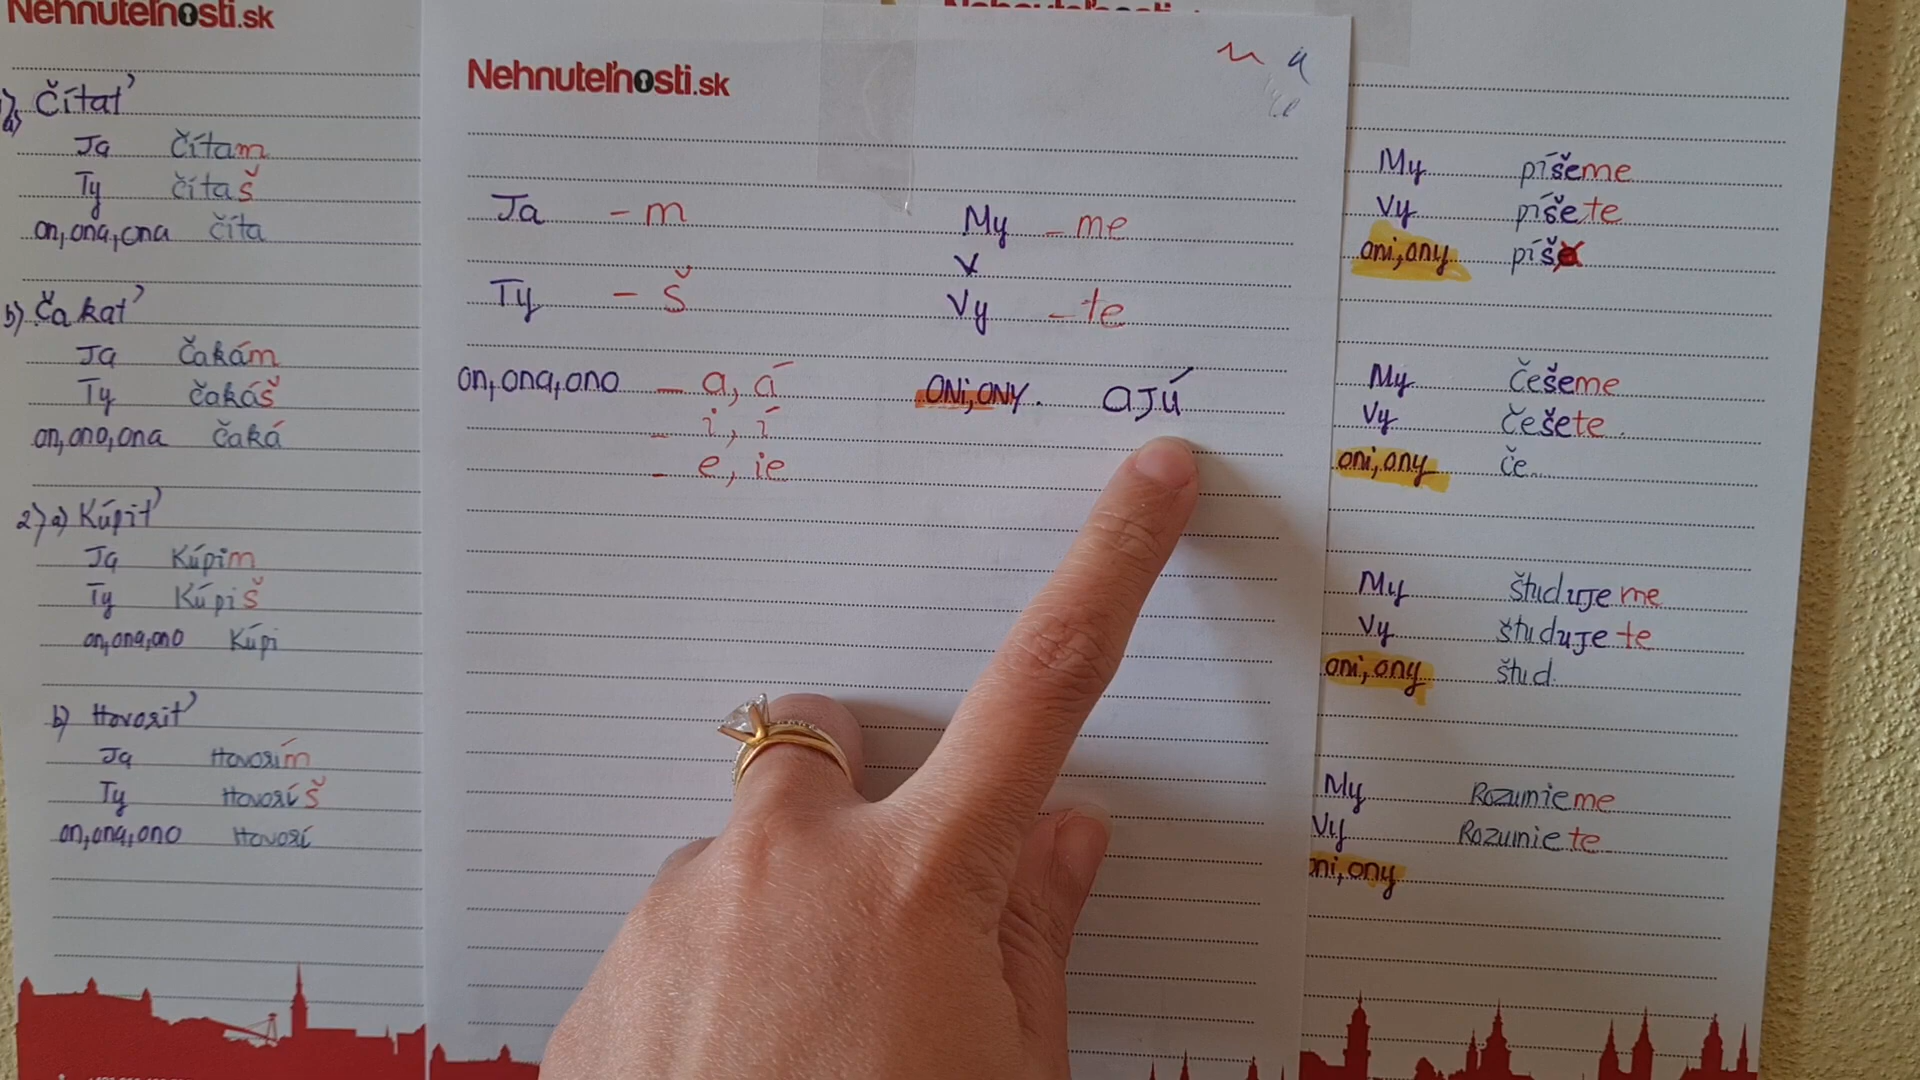 Nehnuteľnosti.sk
a) Čítať
Ja Čítam
Ty čítaš
on, ona, ona číta
b) Čakať
Ja Čakám
Ty čakáš
on, ono, ona čaká
2) a) Kúpiť
Ja Kúpim
Ty Kúpiš
on, ona, ono Kúpi
b) Hovoriť
Ja Hovorím
Ty Hovoríš
on, ona, ono Hovorí
Nehnuteľnosti.sk
Ja - m
Ty - š
on, ona, ono - a, á
- i, í
- e, ie
My - me
Vy - te
ONi, ONY. aJú
My píšeme
Vy píšete
oni, ony píš
My Češeme
Vy češete.
oni, ony če...
My študujeme
Vy študujete
oni, ony štud.
My Rozumieme
Vy Rozumiete
oni, ony